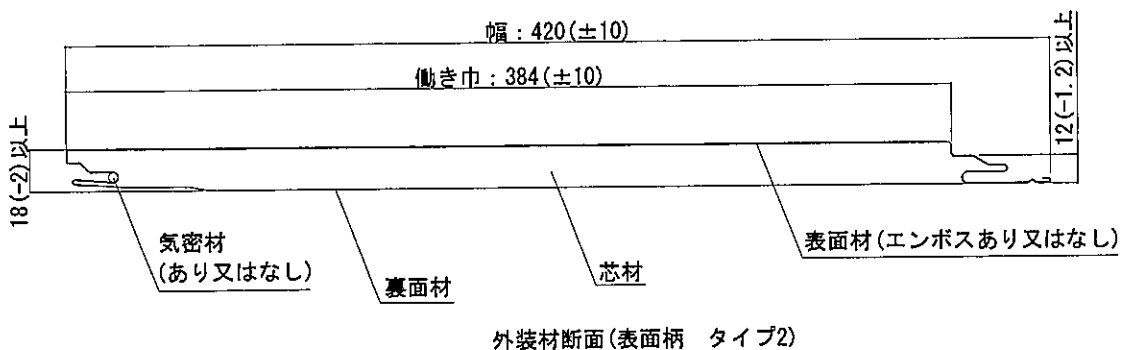 幅：420(±10)
働き巾：384(±10)
12(-1.2)以上
18(-2)以上
気密材
(あり又はなし)
裏面材
芯材
表面材(エンボスあり又はなし)
外装材断面(表面柄　タイプ2)